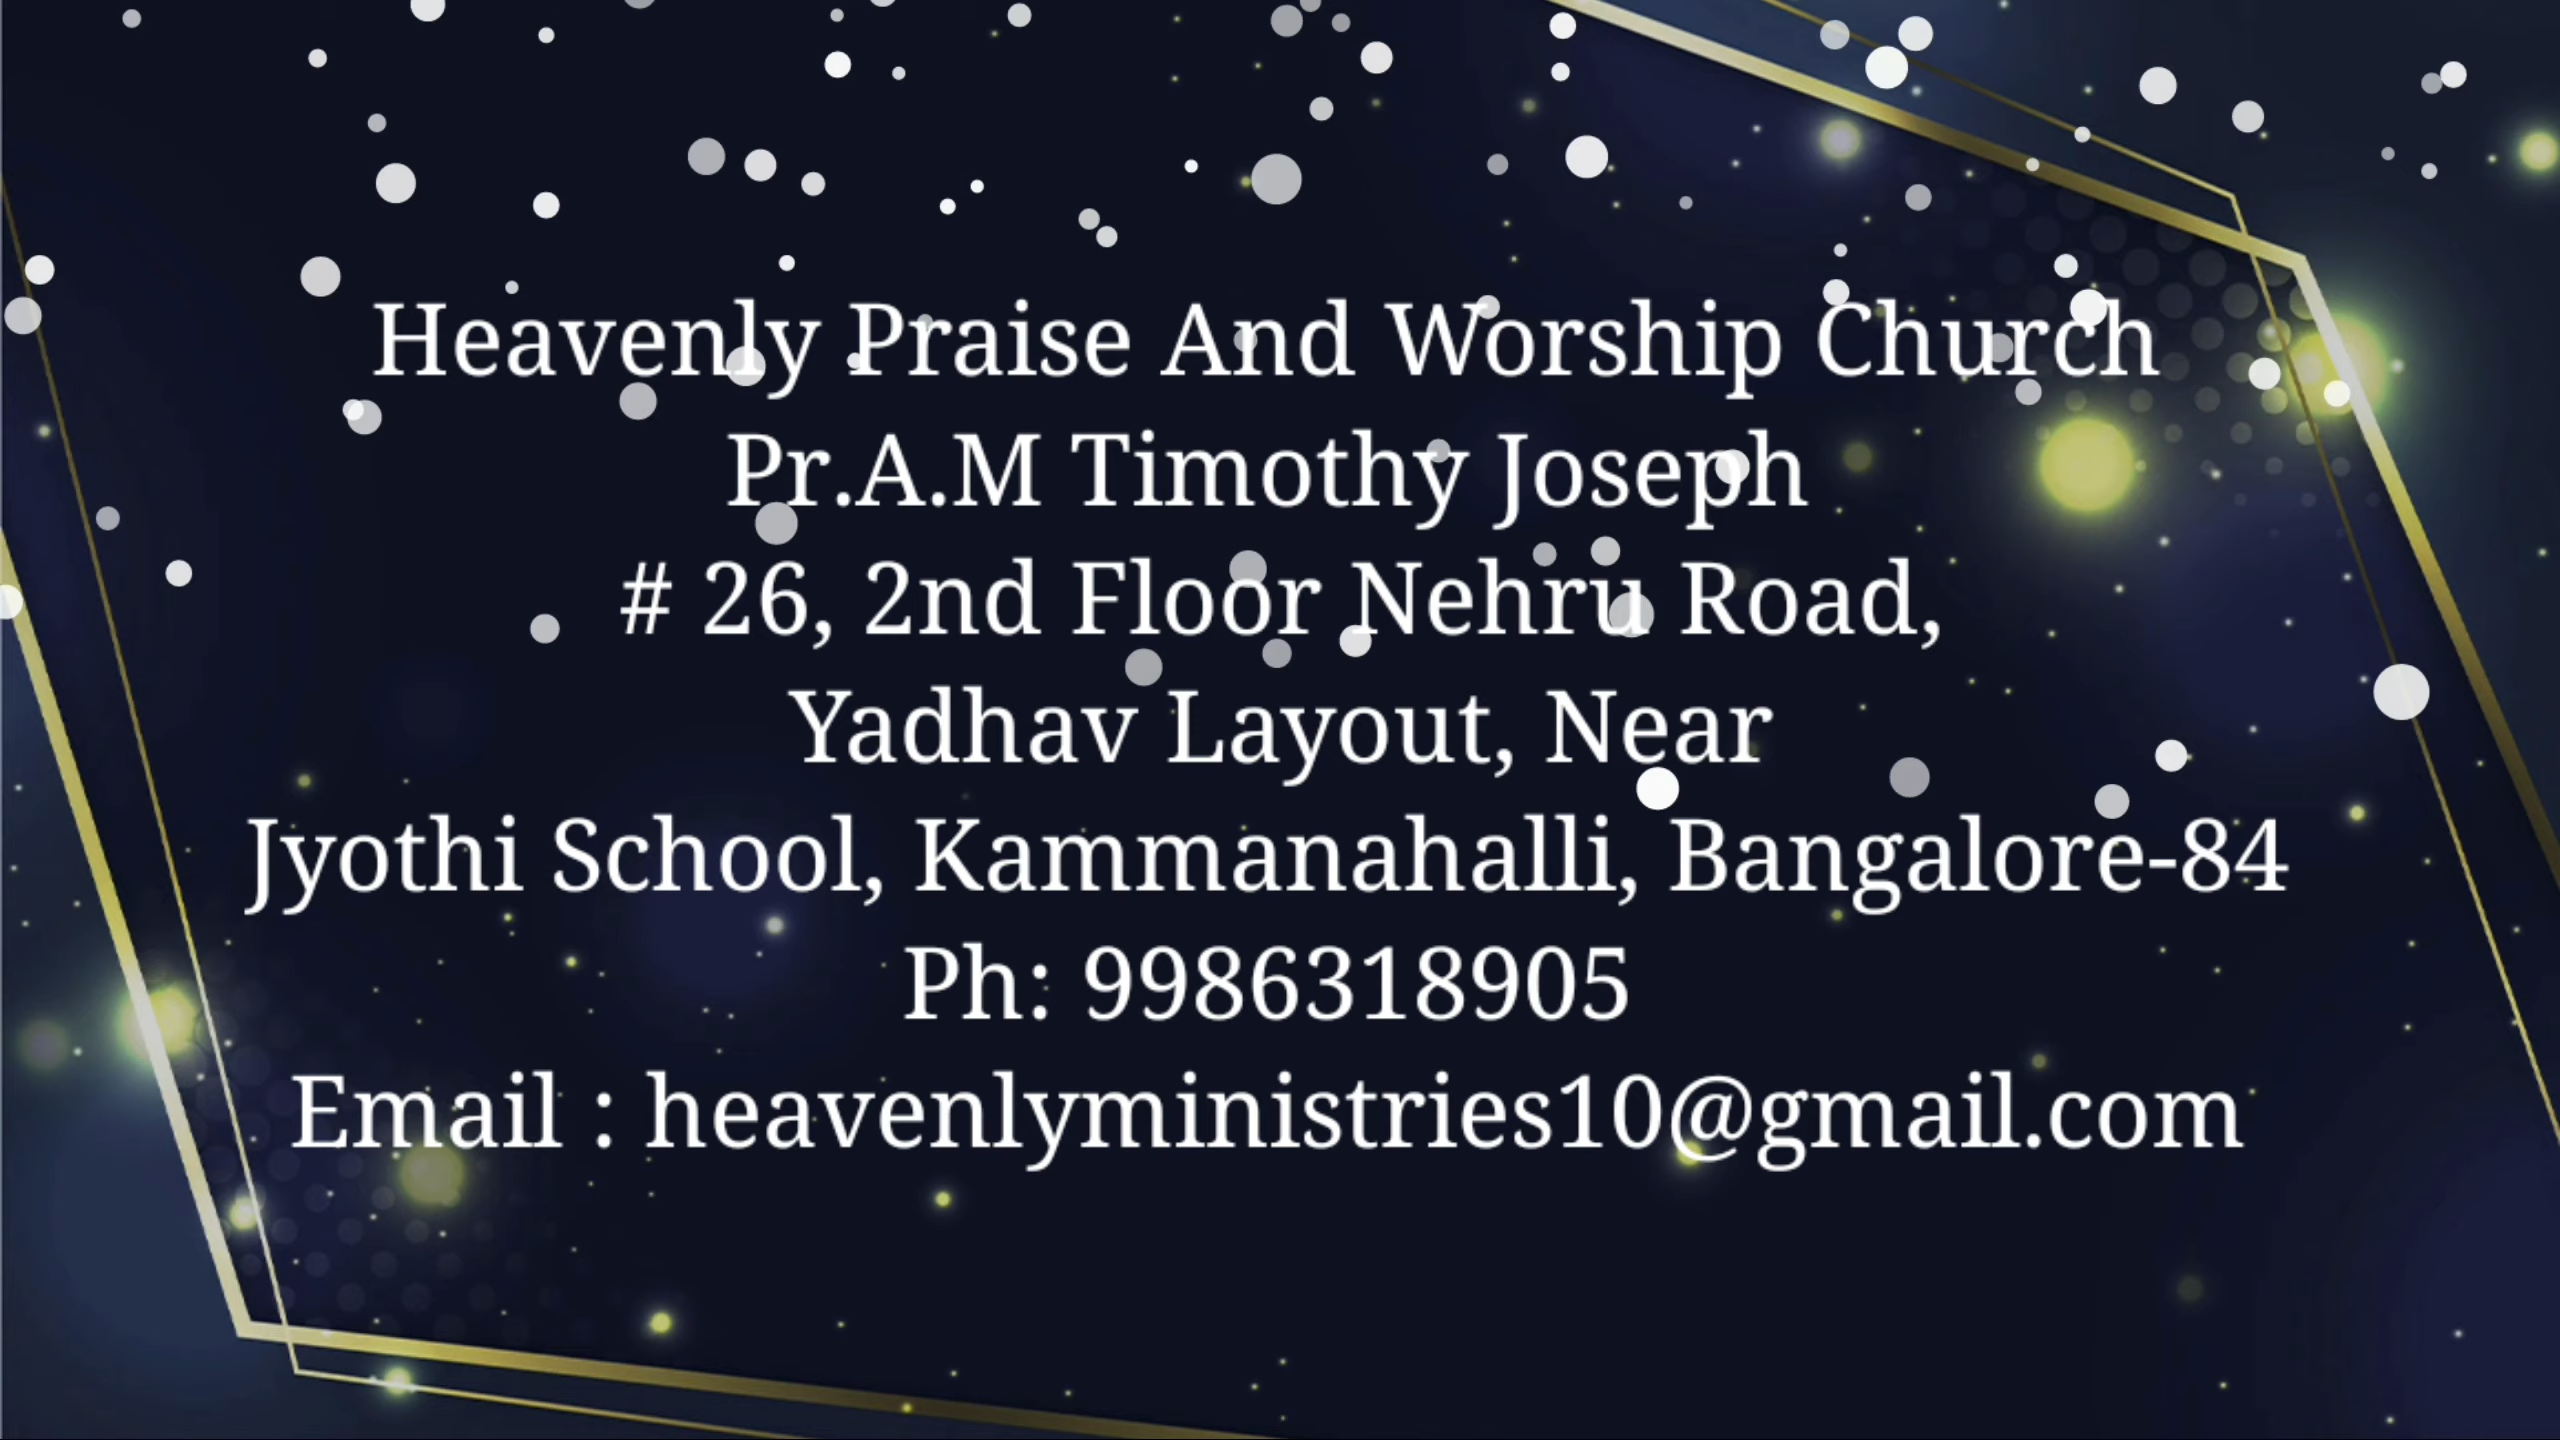 Heavenly Praise And Worship Church
Pr.A.M Timothy Joseph
# 26, 2nd Floor Nehru Road,
Yadhav Layout, Near
Jyothi School, Kammanahalli, Bangalore-84
Ph: 9986318905
Email : heavenlyministries10@gmail.com